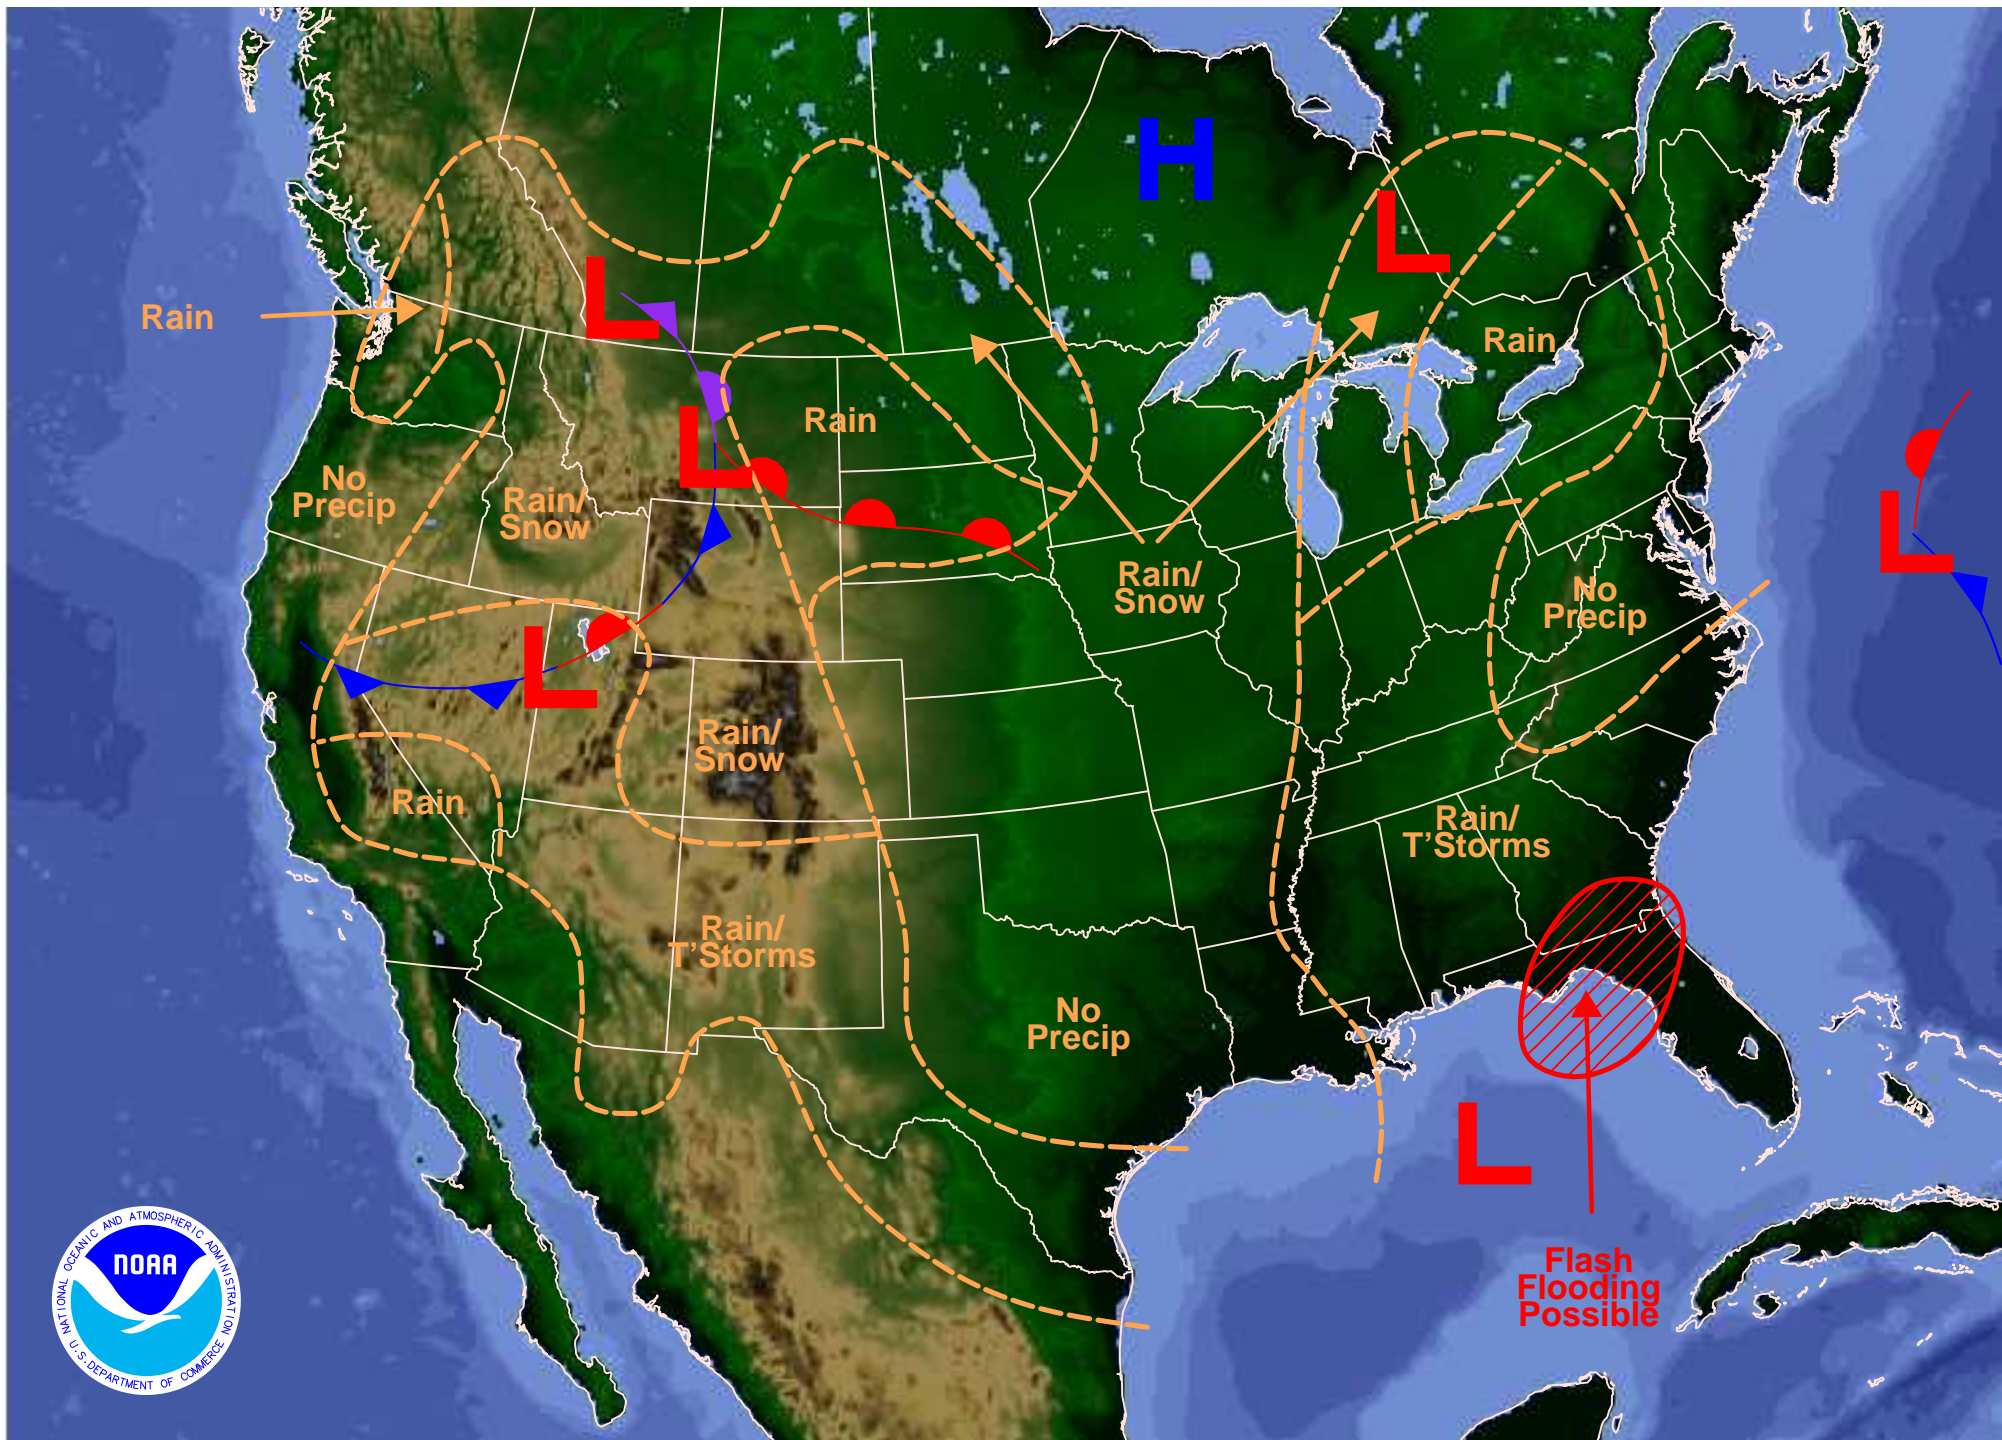 H
L
L
Rain
Rain
L
Rain
No
Precip
Rain/
Snow
L
Rain/
Snow
No
Precip
L
Rain/
Snow
Rain
Rain/
T'Storms
Rain/
T'Storms
No
Precip
L
Flash
Flooding
Possible
NATIONAL OCEANIC AND ATMOSPHERIC ADMINISTRATION
NOAA
U.S. DEPARTMENT OF COMMERCE
L